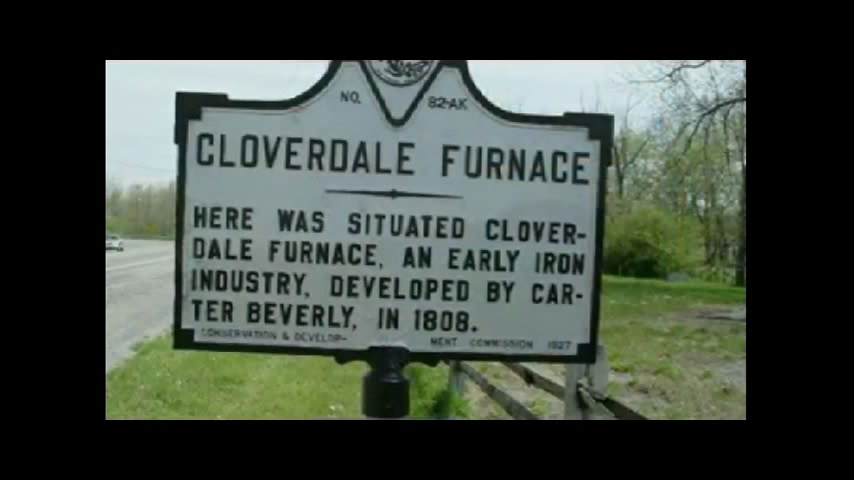 NO. 82-AK
CLOVERDALE FURNACE
HERE WAS SITUATED CLOVER-
DALE FURNACE, AN EARLY IRON
INDUSTRY, DEVELOPED BY CAR-
TER BEVERLY, IN 1808.
CONSERVATION & DEVELOP- MENT COMMISSION 1927